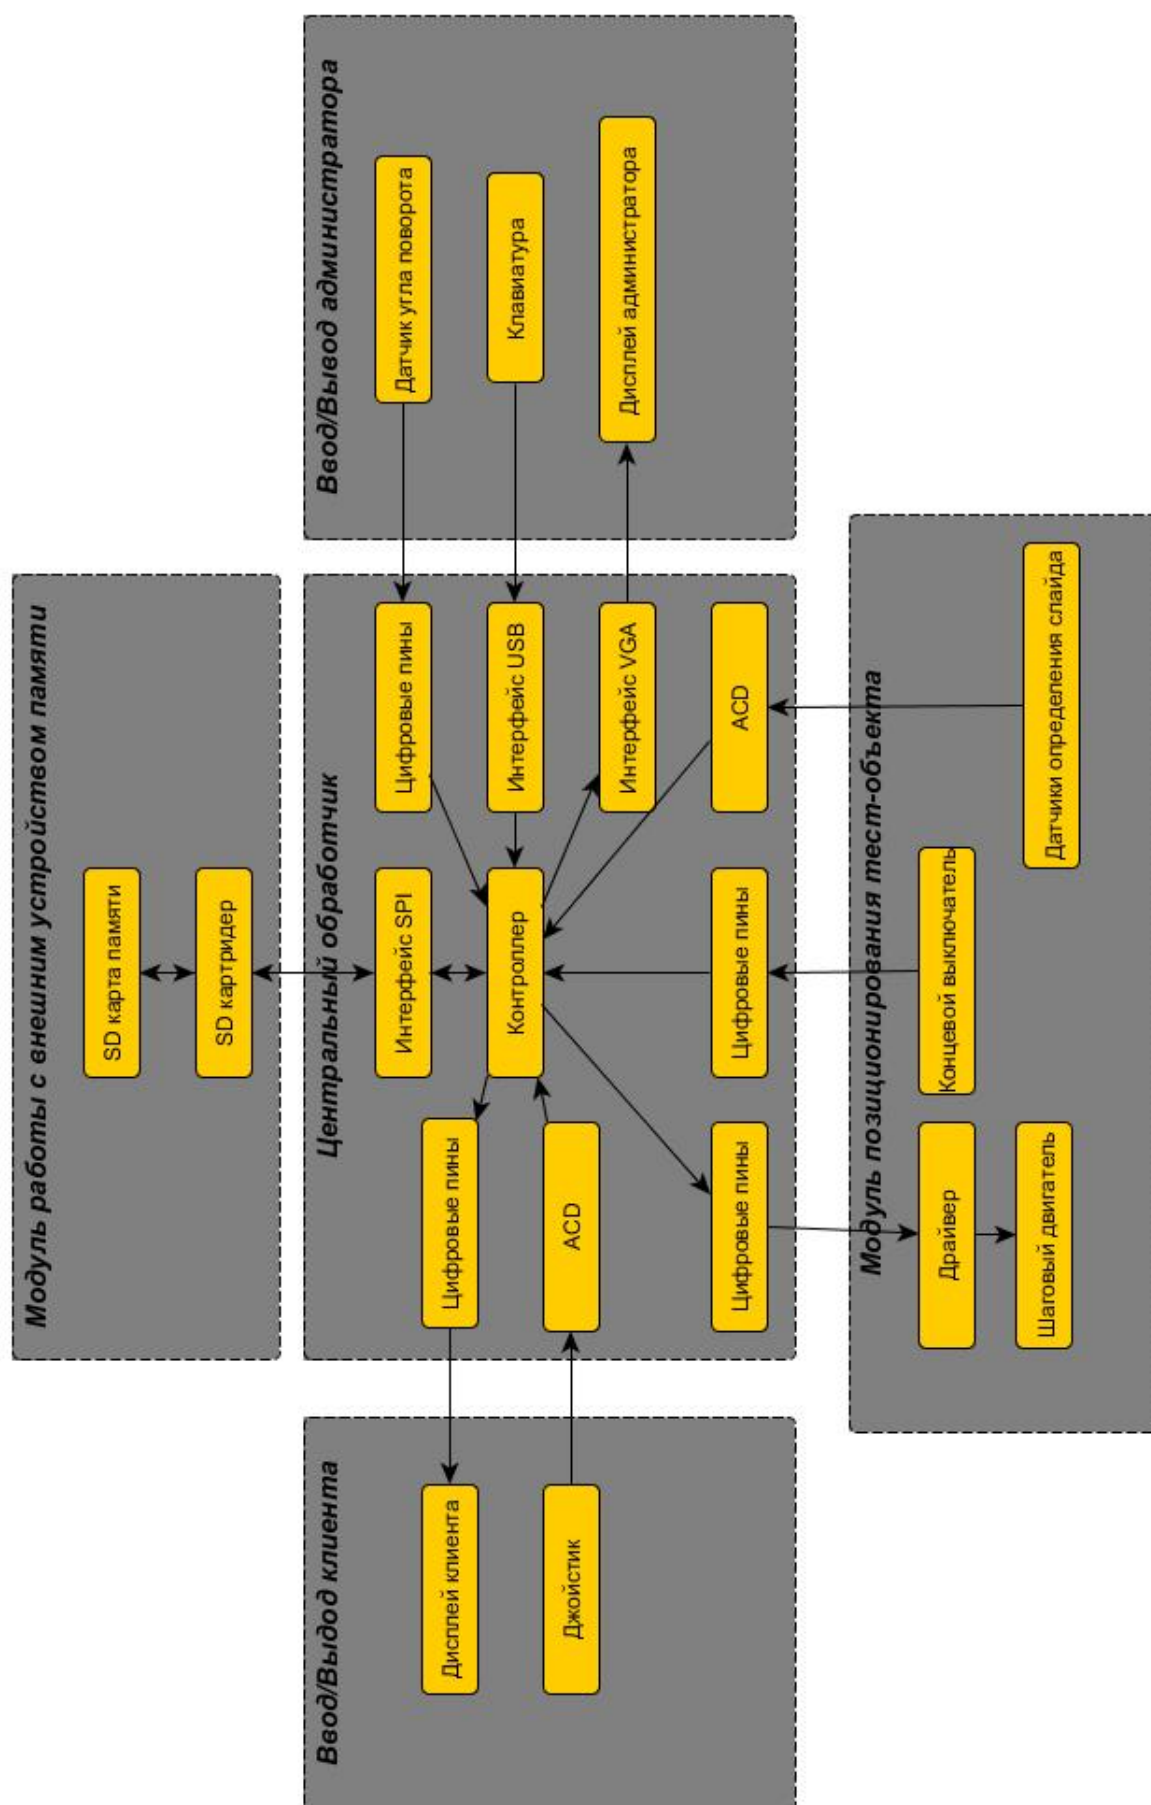 Модуль работы с внешним устройством памяти
SD карта памяти
SD картридер
Ввод/Выдод клиента
Дисплей клиента
Джойстик
Центральный обработчик
Цифровые пины
Интерфейс SPI
Цифровые пины
ACD
Контроллер
Интерфейс USB
Интерфейс VGA
Цифровые пины
Цифровые пины
ACD
Ввод/Вывод администратора
Датчик угла поворота
Клавиатура
Дисплей администратора
Модуль позиционирования тест-объекта
Драйвер
Концевой выключатель
Шаговый двигатель
Датчики определения слайда